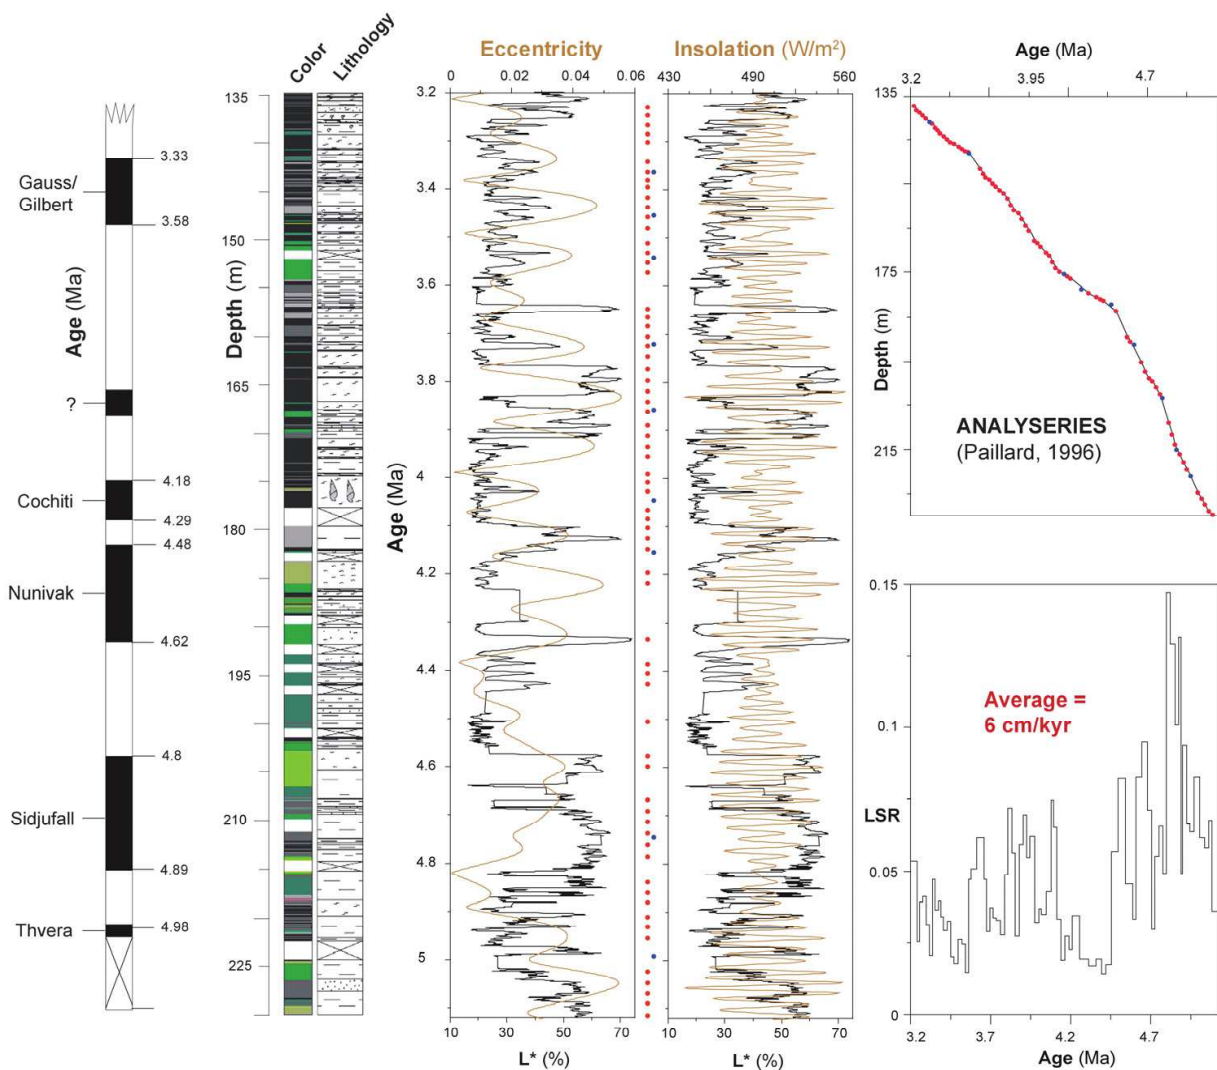 Color
Lithology
Eccentricity
0 0.02 0.04 0.06
Insolation (W/m²)
430 490 560
Age (Ma)
3.2 3.95 4.7
135
150
165
180
195
210
225
Depth (m)
Age (Ma)
Gauss/
Gilbert
?
Cochiti
Nunivak
Sidjufall
Thvera
3.33
3.58
4.18
4.29
4.48
4.62
4.8
4.89
4.98
Age (Ma)
3.2
3.4
3.6
3.8
4
4.2
4.4
4.6
4.8
5
10 30 50 70
L* (%)
10 30 50 70
L* (%)
135
175
215
Depth (m)
ANALYSERIES
(Paillard, 1996)
0.15
0.1
0.05
0
LSR
Average =
6 cm/kyr
3.2 3.7 4.2 4.7
Age (Ma)